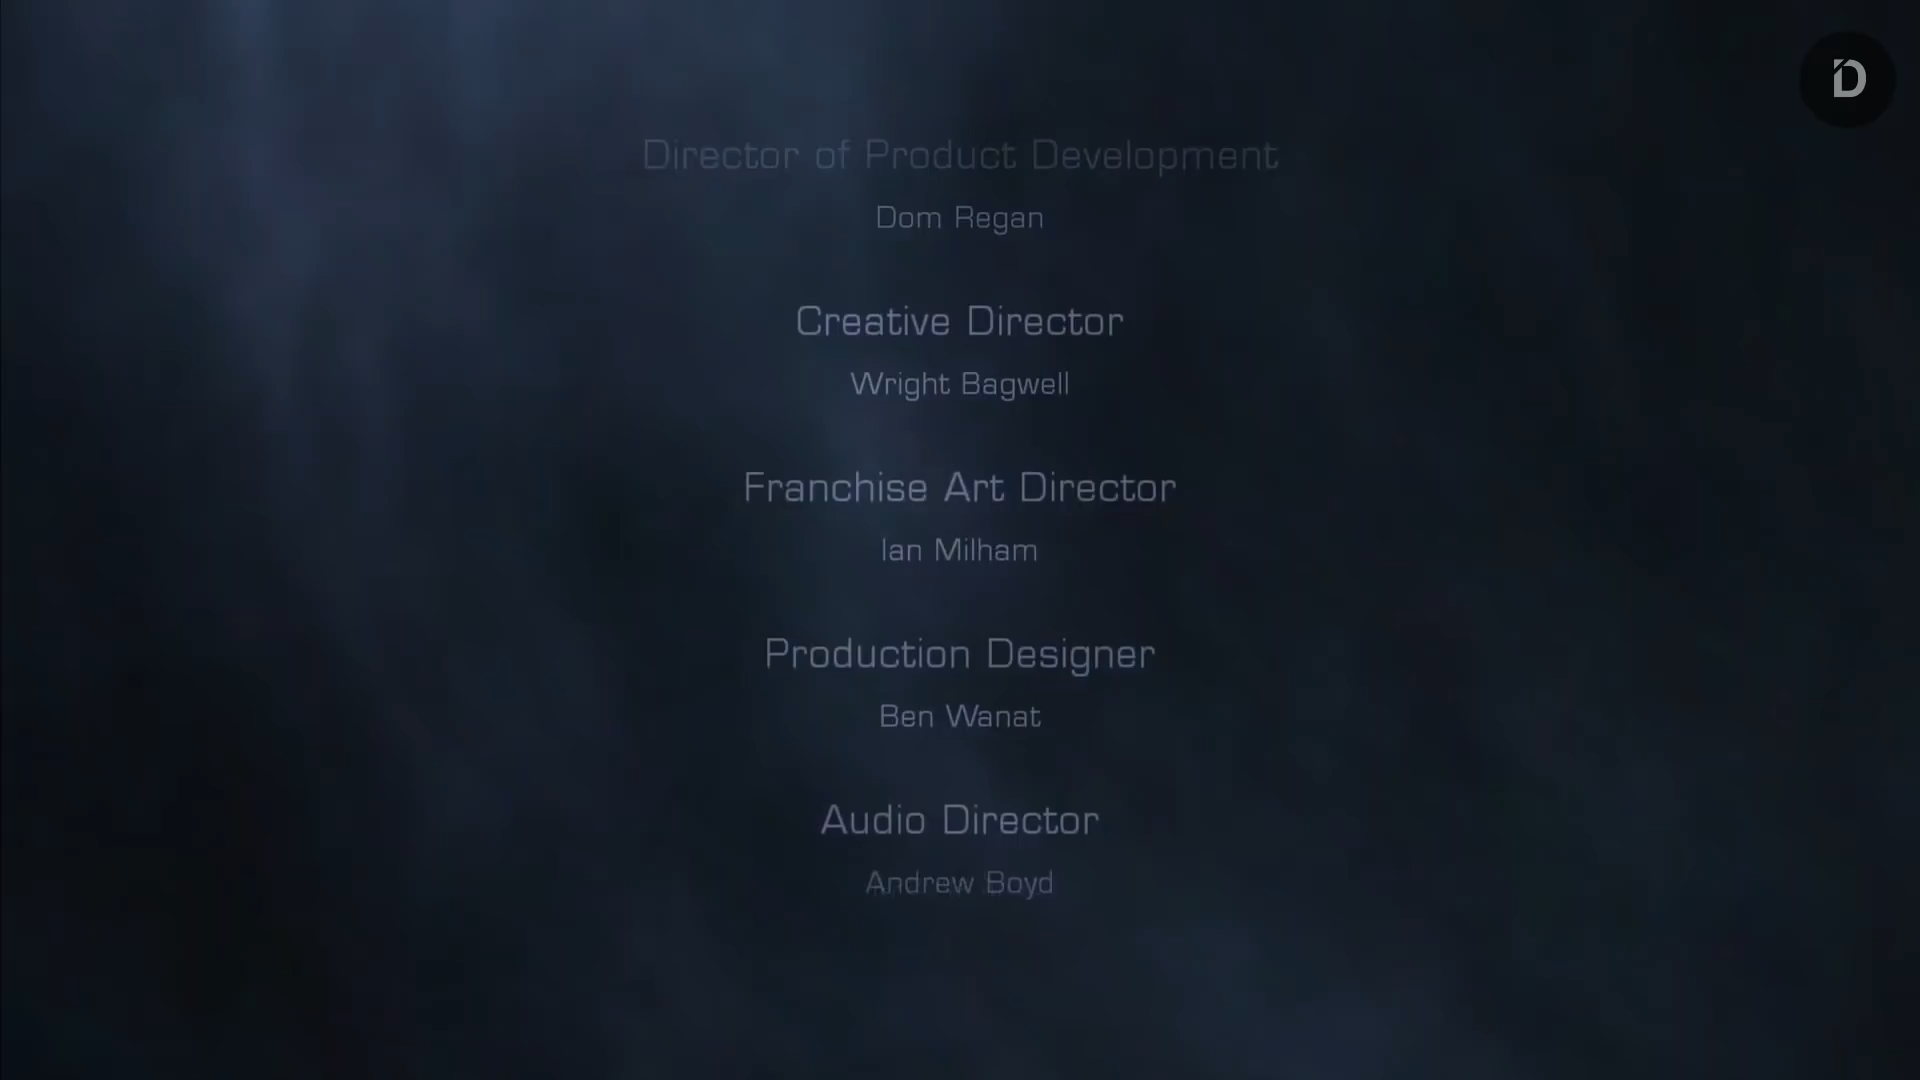 D
Director of Product Development
Dom Regan
Creative Director
Wright Bagwell
Franchise Art Director
Ian Milham
Production Designer
Ben Wanat
Audio Director
Andrew Boyd